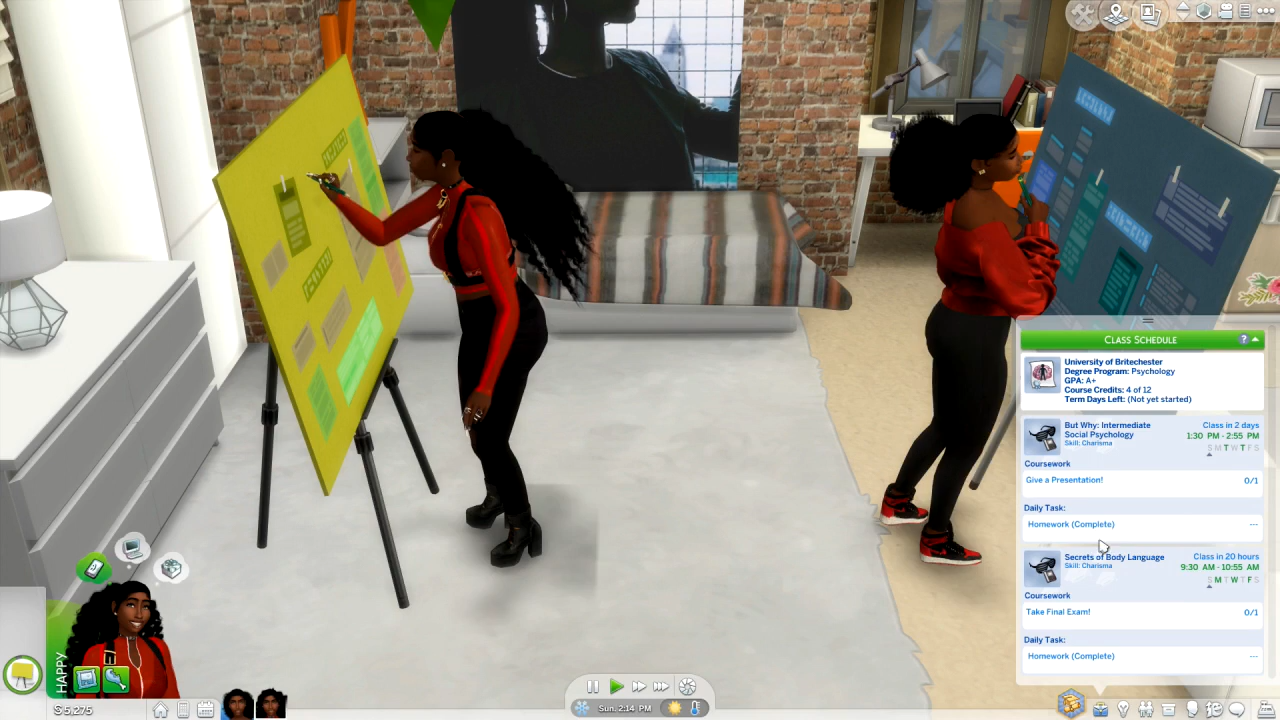 CLASS SCHEDULE
?
University of Britechester
Degree Program: Psychology
GPA: A+
Course Credits: 4 of 12
Term Days Left: (Not yet started)
But Why: Intermediate Social Psychology
Skill: Charisma
Class in 2 days
1:30 PM - 2:55 PM
S M T W T F S
Coursework
Give a Presentation! 0/1
Daily Task:
Homework (Complete) ---
Secrets of Body Language
Skill: Charisma
Class in 20 hours
9:30 AM - 10:55 AM
S M T W T F S
Coursework
Take Final Exam! 0/1
Daily Task:
Homework (Complete) ---
HAPPY
§5,275
Sun. 2:14 PM